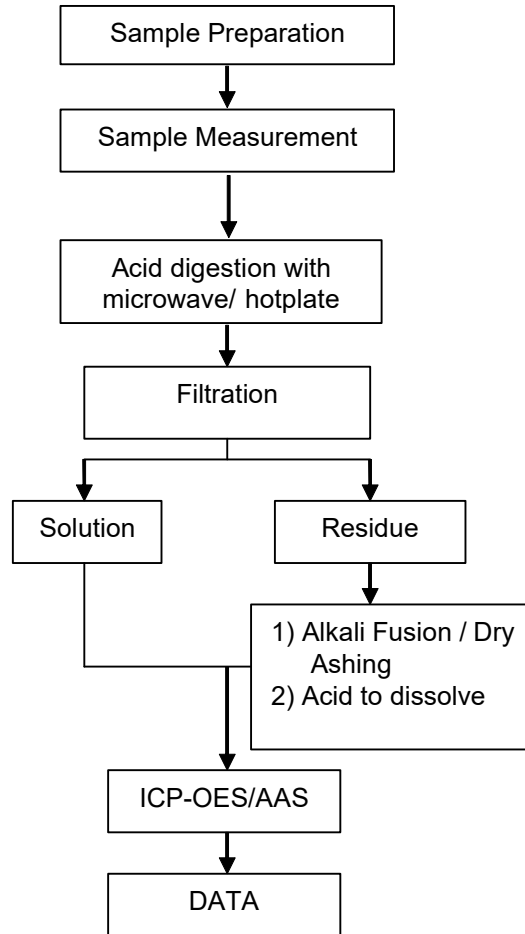 Sample Preparation
Sample Measurement
Acid digestion with
microwave/ hotplate
Filtration
Solution
Residue
1) Alkali Fusion / Dry
Ashing
2) Acid to dissolve
ICP-OES/AAS
DATA